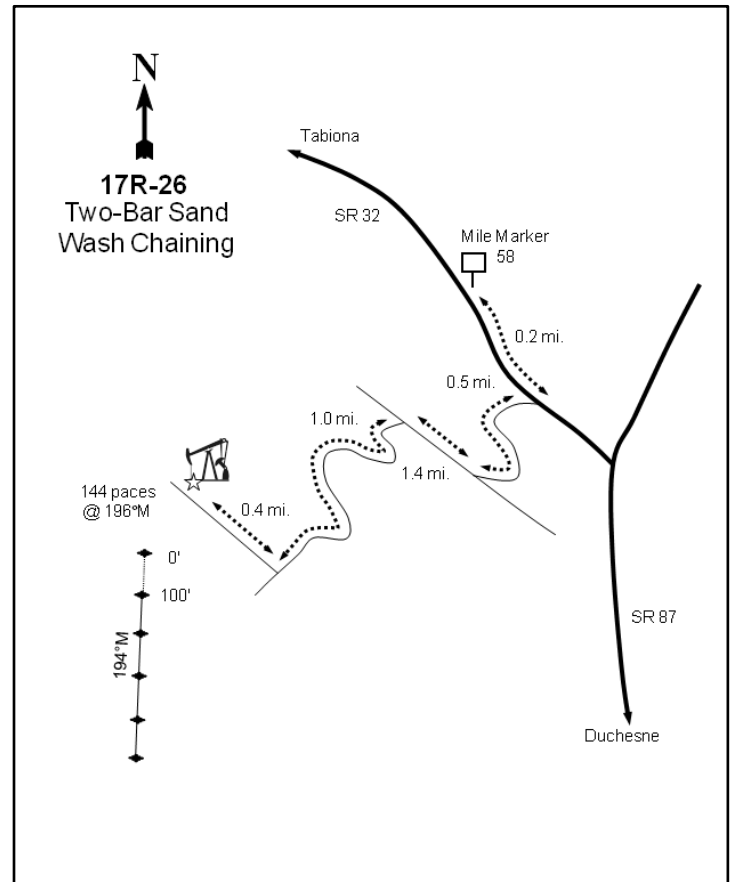 N
17R-26
Two-Bar Sand
Wash Chaining
Tabiona
SR 32
Mile Marker
58
0.2 mi.
0.5 mi.
1.0 mi.
1.4 mi.
144 paces
@ 196°M
0.4 mi.
0'
100'
194°M
SR 87
Duchesne